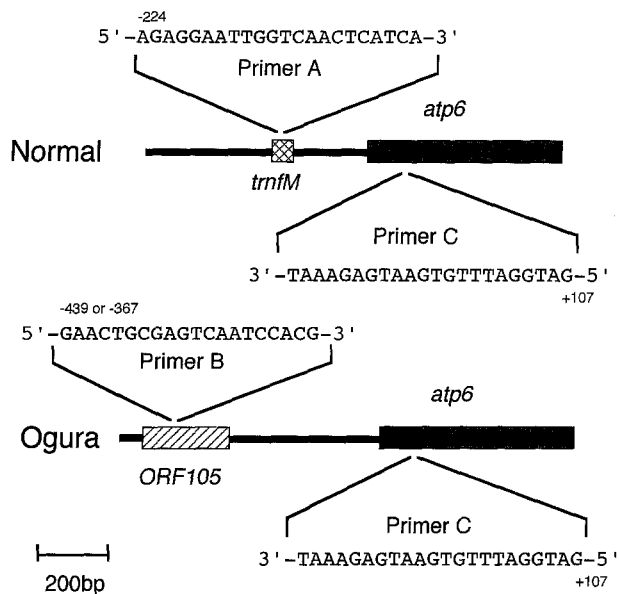 -224
5'-AGAGGAATTGGTCAACTCATCA-3'
Primer A
atp6
Normal
trnfM
Primer C
3'-TAAAGAGTAAGTGTTTAGGTAG-5'
+107
-439 or -367
5'-GAACTGCGAGTCAATCCACG-3'
Primer B
atp6
Ogura
ORF105
Primer C
3'-TAAAGAGTAAGTGTTTAGGTAG-5'
+107
200bp